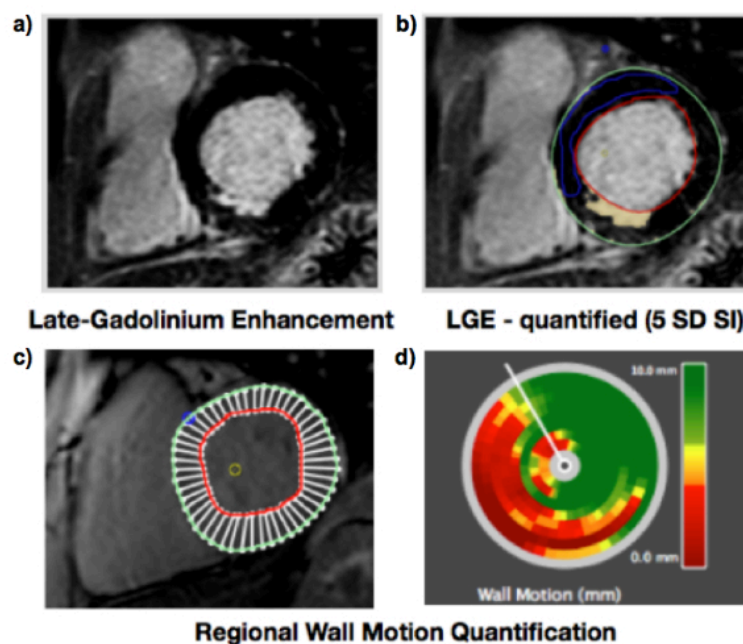 a)
b)
Late-Gadolinium Enhancement
LGE - quantified (5 SD SI)
c)
d)
10.0 mm
0.0 mm
Wall Motion (mm)
Regional Wall Motion Quantification